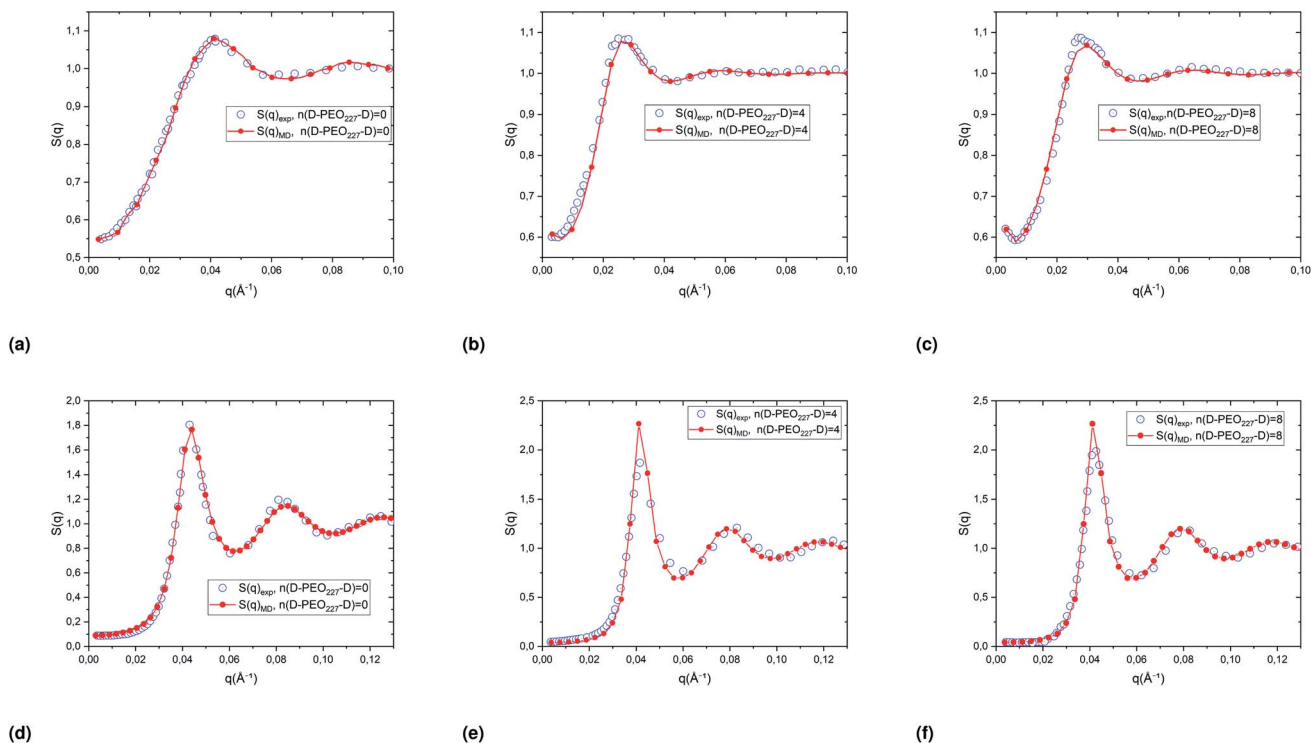 1,1
1,0
0,9
0,8
0,7
0,6
0,5
S(q)
S(q)exp, n(D-PEO227-D)=0
S(q)MD, n(D-PEO227-D)=0
0,00 0,02 0,04 0,06 0,08 0,10
q(Å-1)
(a)
1,1
1,0
0,9
0,8
0,7
0,6
S(q)
S(q)exp, n(D-PEO227-D)=4
S(q)MD, n(D-PEO227-D)=4
0,00 0,02 0,04 0,06 0,08 0,10
q(Å-1)
(b)
1,1
1,0
0,9
0,8
0,7
0,6
S(q)
S(q)exp,n(D-PEO227-D)=8
S(q)MD, n(D-PEO227-D)=8
0,00 0,02 0,04 0,06 0,08 0,10
q(Å-1)
(c)
2,0
1,8
1,6
1,4
1,2
1,0
0,8
0,6
0,4
0,2
0,0
S(q)
S(q)exp, n(D-PEO227-D)=0
S(q)MD, n(D-PEO227-D)=0
0,00 0,02 0,04 0,06 0,08 0,10 0,12
q(Å-1)
(d)
2,5
2,0
1,5
1,0
0,5
0,0
S(q)
S(q)exp, n(D-PEO227-D)=4
S(q)MD, n(D-PEO227-D)=4
0,00 0,02 0,04 0,06 0,08 0,10 0,12
q(Å-1)
(e)
2,5
2,0
1,5
1,0
0,5
0,0
S(q)
S(q)exp, n(D-PEO227-D)=8
S(q)MD, n(D-PEO227-D)=8
0,00 0,02 0,04 0,06 0,08 0,10 0,12
q(Å-1)
(f)